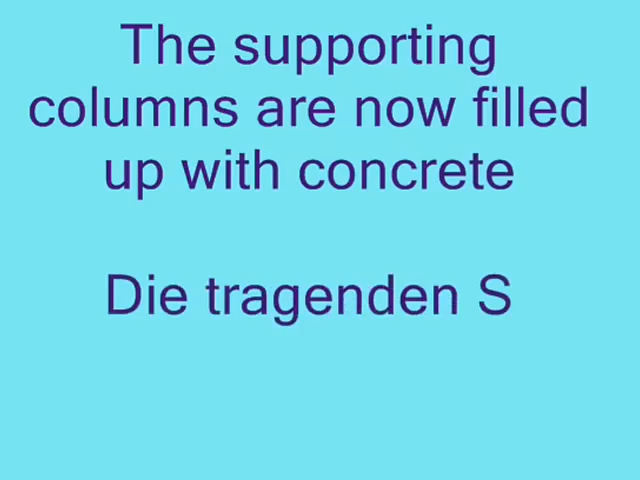 The supporting
columns are now filled
up with concrete
Die tragenden S